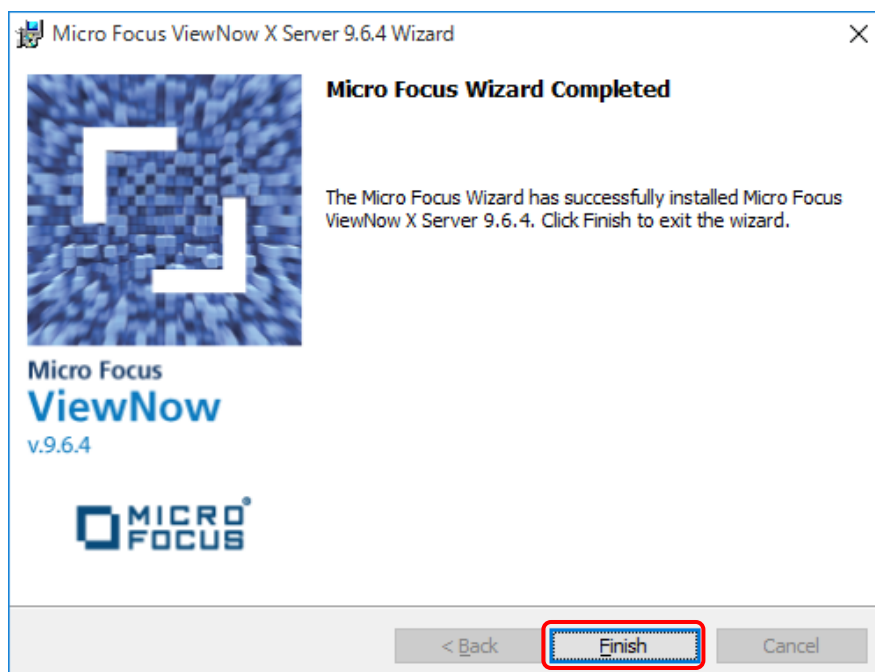 Micro Focus ViewNow X Server 9.6.4 Wizard
Micro Focus Wizard Completed
The Micro Focus Wizard has successfully installed Micro Focus
ViewNow X Server 9.6.4. Click Finish to exit the wizard.
Micro Focus
ViewNow
v.9.6.4
MICRO®
FOCUS
< Back
Finish
Cancel